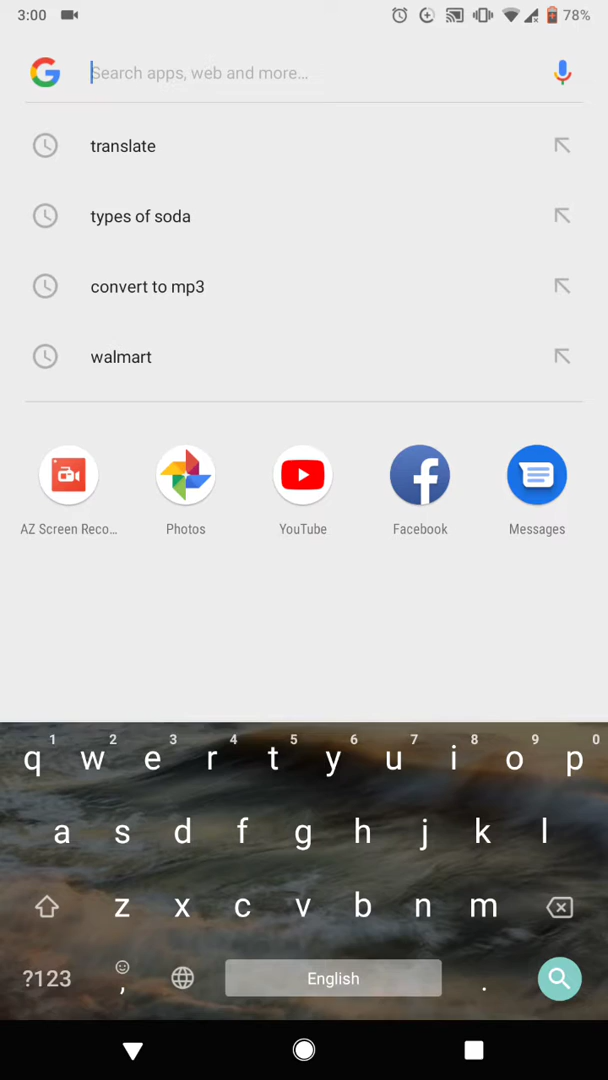 3:00 78%
Search apps, web and more...
translate
types of soda
convert to mp3
walmart
AZ Screen Reco... Photos YouTube Facebook Messages
1 2 3 4 5 6 7 8 9 0
q w e r t y u i o p
a s d f g h j k l
z x c v b n m
?123 , English .